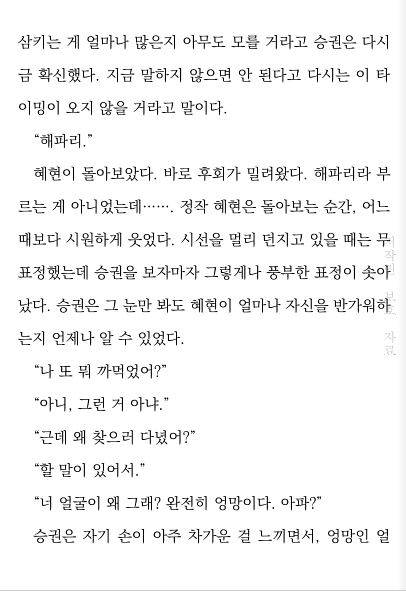 삼키는 게 얼마나 많은지 아무도 모를 거라고 승권은 다시
금 확신했다. 지금 말하지 않으면 안 된다고 다시는 이 타
이밍이 오지 않을 거라고 말이다.
“해파리.”
혜현이 돌아보았다. 바로 후회가 밀려왔다. 해파리라 부
르는 게 아니었는데……. 정작 혜현은 돌아보는 순간, 어느
때보다 시원하게 웃었다. 시선을 멀리 던지고 있을 때는 무
표정했는데 승권을 보자마자 그렇게나 풍부한 표정이 솟아
났다. 승권은 그 눈만 봐도 혜현이 얼마나 자신을 반가워하
는지 언제나 알 수 있었다.
“나 또 뭐 까먹었어?”
“아니, 그런 거 아냐.”
“근데 왜 찾으러 다녔어?”
“할 말이 있어서.”
“너 얼굴이 왜 그래? 완전히 엉망이다. 아파?”
승권은 자기 손이 아주 차가운 걸 느끼면서, 엉망인 얼
자료